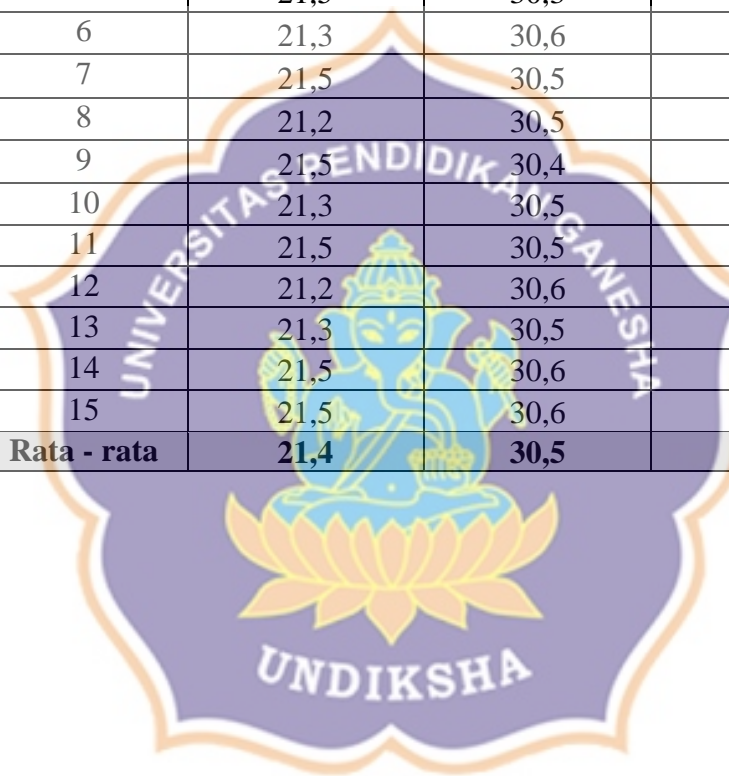 6 21,3 30,6
7 21,5 30,5
8 21,2 30,5
9 21,5 30,4
10 21,3 30,5
11 21,5 30,5
12 21,2 30,6
13 21,3 30,5
14 21,5 30,6
15 21,5 30,6
Rata - rata 21,4 30,5
UNIVERSITAS PENDIDIKAN GANESHA
UNDIKSHA